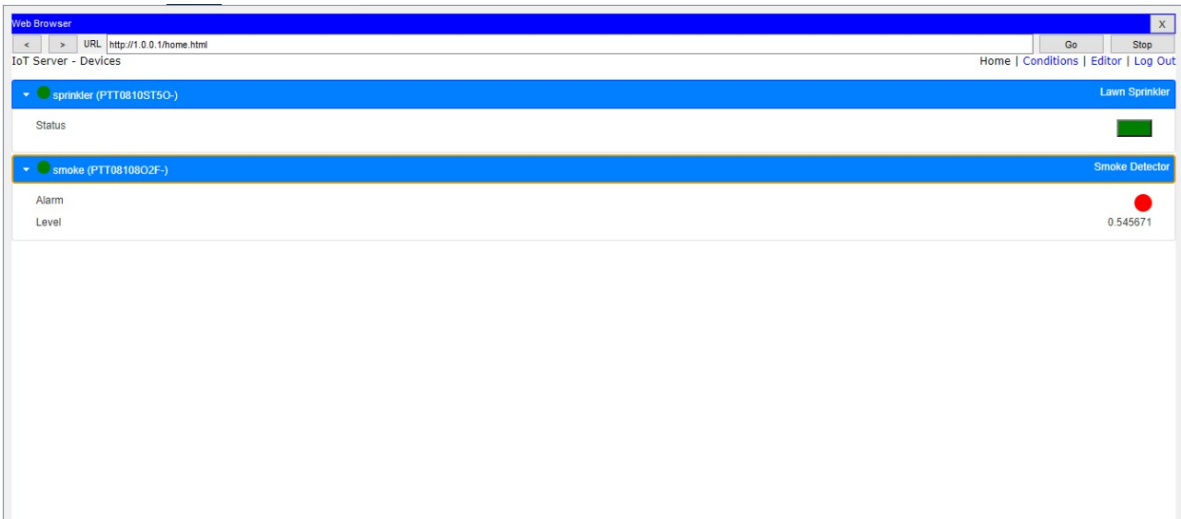 Web Browser X
< > URL http://1.0.0.1/home.html Go Stop
IoT Server - Devices Home | Conditions | Editor | Log Out
sprinkler (PTT0810ST5O-) Lawn Sprinkler
Status
smoke (PTT08108O2F-) Smoke Detector
Alarm
Level 0.545671